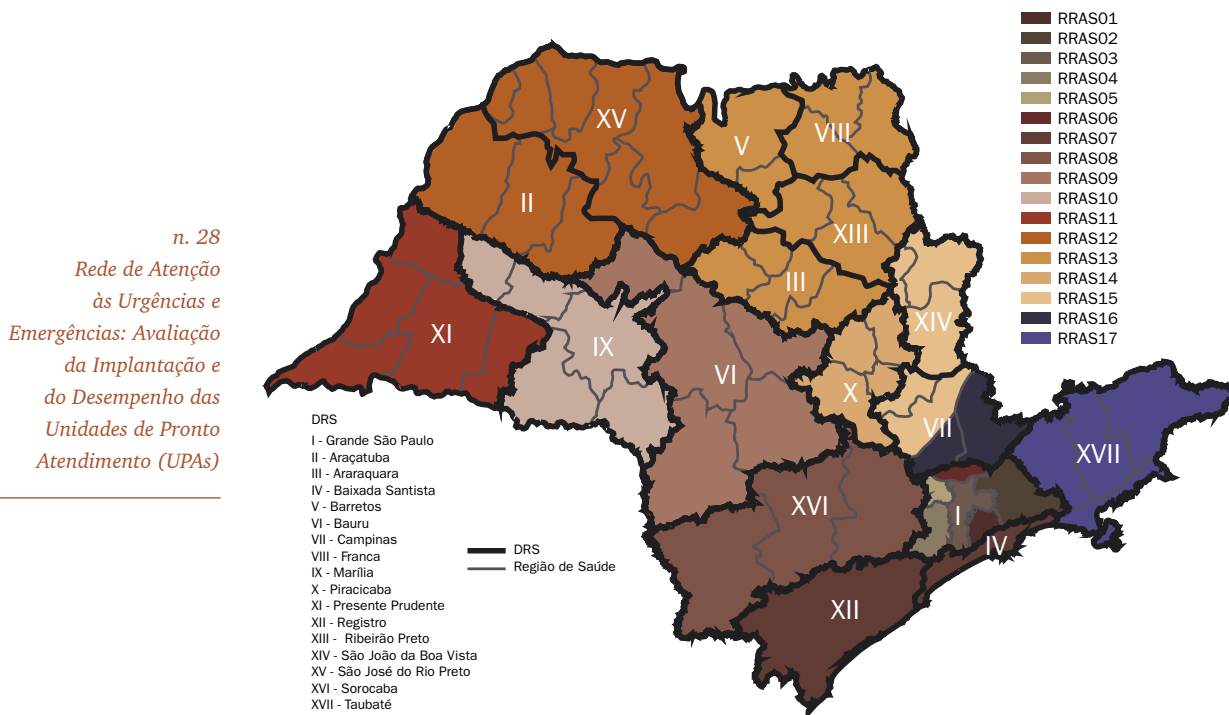 n. 28
Rede de Atenção
às Urgências e
Emergências: Avaliação
da Implantação e
do Desempenho das
Unidades de Pronto
Atendimento (UPAs)
RRAS01
RRAS02
RRAS03
RRAS04
RRAS05
RRAS06
RRAS07
RRAS08
RRAS09
RRAS10
RRAS11
RRAS12
RRAS13
RRAS14
RRAS15
RRAS16
RRAS17
XV
V
VIII
II
XIII
III
XI
IX
XIV
VI
X
VII
XVII
XVI
I
IV
XII
DRS
I - Grande São Paulo
II - Araçatuba
III - Araraquara
IV - Baixada Santista
V - Barretos
VI - Bauru
VII - Campinas
VIII - Franca
IX - Marília
X - Piracicaba
XI - Presente Prudente
XII - Registro
XIII - Ribeirão Preto
XIV - São João da Boa Vista
XV - São José do Rio Preto
XVI - Sorocaba
XVII - Taubaté
DRS
Região de Saúde